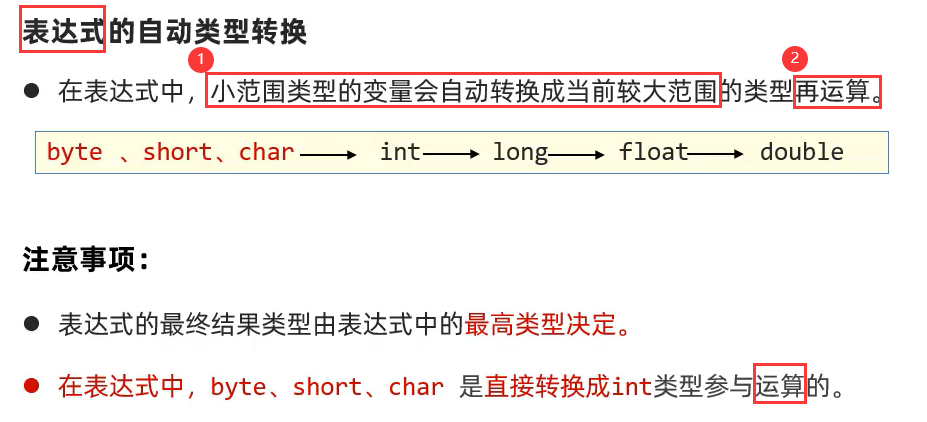 表达式的自动类型转换
1 2
● 在表达式中，小范围类型的变量会自动转换成当前较大范围的类型再运算。
byte 、short、char → int → long → float → double
注意事项：
● 表达式的最终结果类型由表达式中的最高类型决定。
● 在表达式中，byte、short、char 是直接转换成int类型参与运算的。